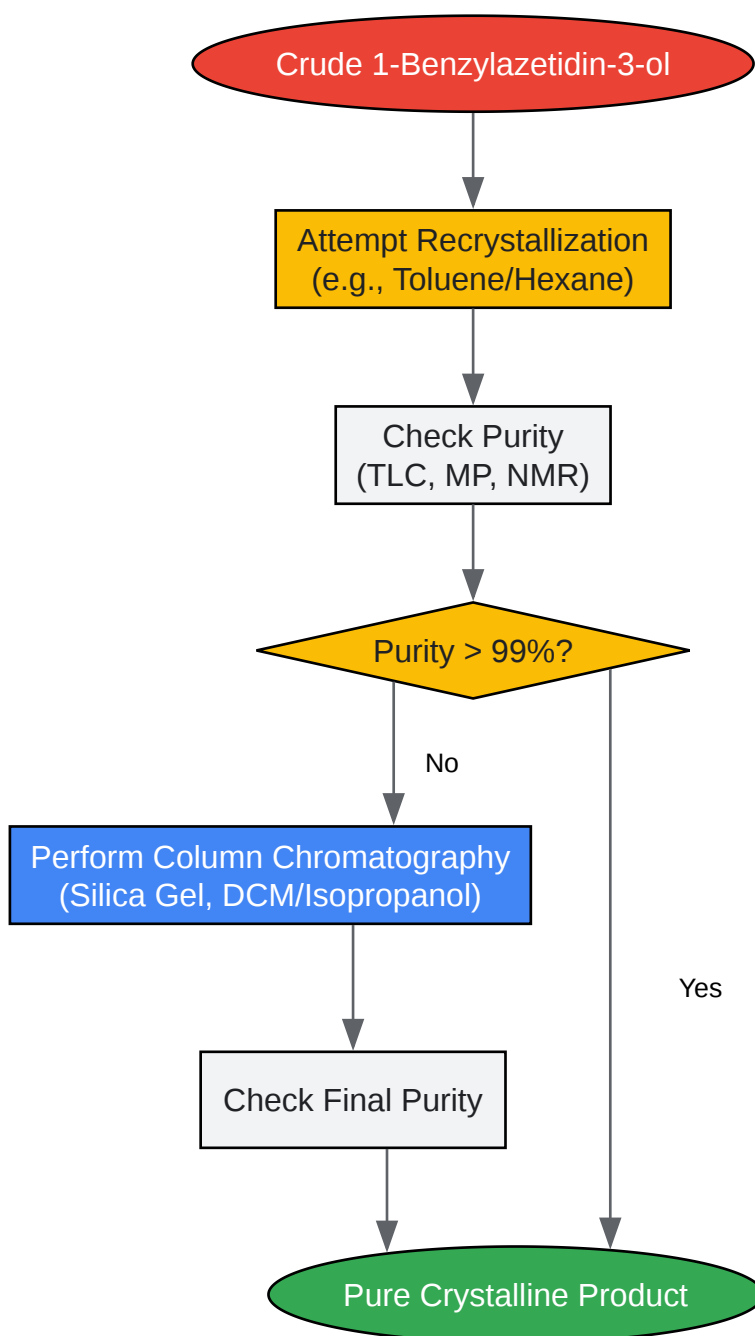 Crude 1-Benzylazetidin-3-ol
Attempt Recrystallization
(e.g., Toluene/Hexane)
Check Purity
(TLC, MP, NMR)
Purity > 99%?
No
Perform Column Chromatography
(Silica Gel, DCM/Isopropanol)
Yes
Check Final Purity
Pure Crystalline Product